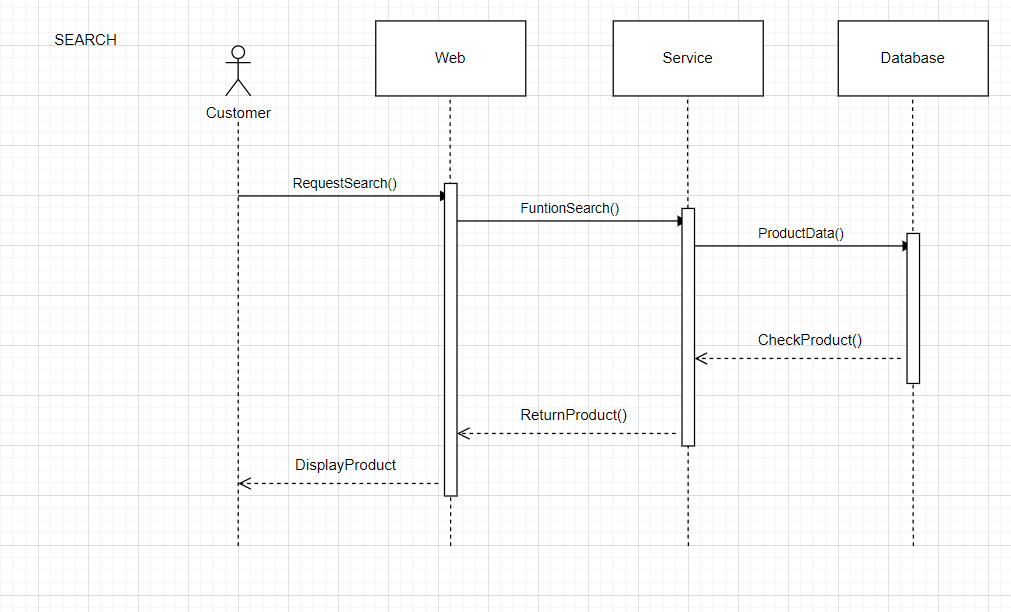 SEARCH
Customer
Web
Service
Database
RequestSearch()
FuntionSearch()
ProductData()
CheckProduct()
ReturnProduct()
DisplayProduct